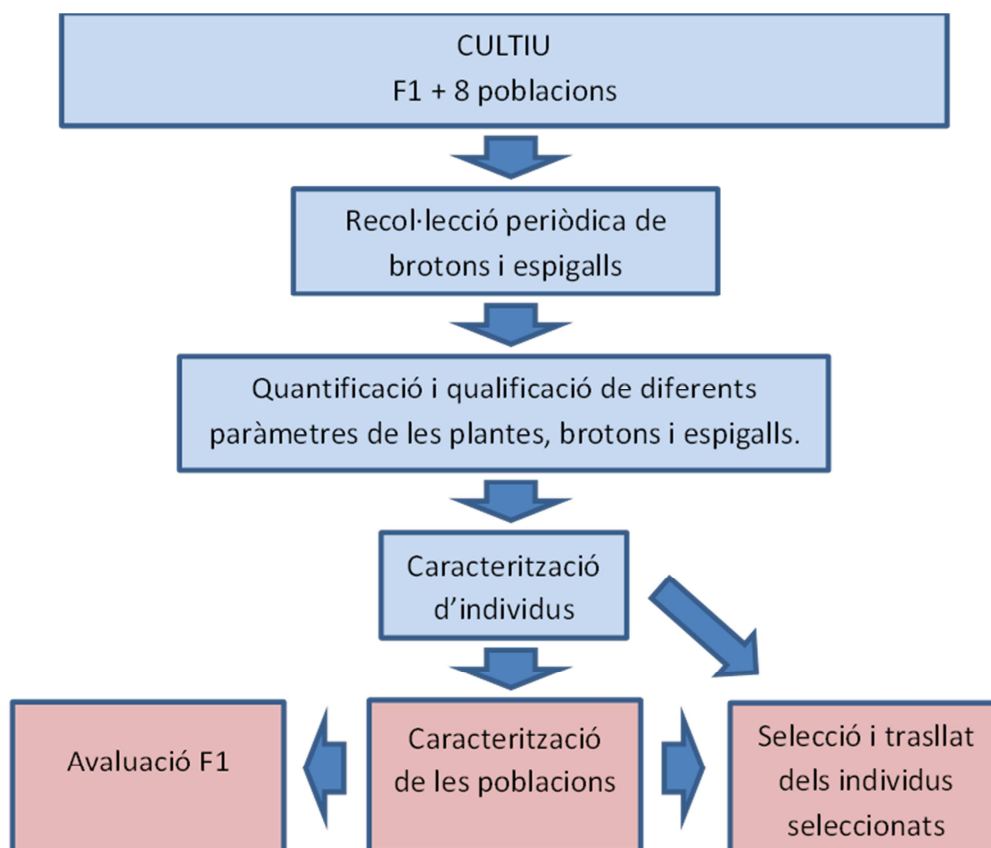 CULTIU
F1 + 8 poblacions
Recol·lecció periòdica de
brotons i espigalls
Quantificació i qualificació de diferents
paràmetres de les plantes, brotons i espigalls.
Caracterització
d’individus
Avaluació F1
Caracterització
de les poblacions
Selecció i trasllat
dels individus
seleccionats